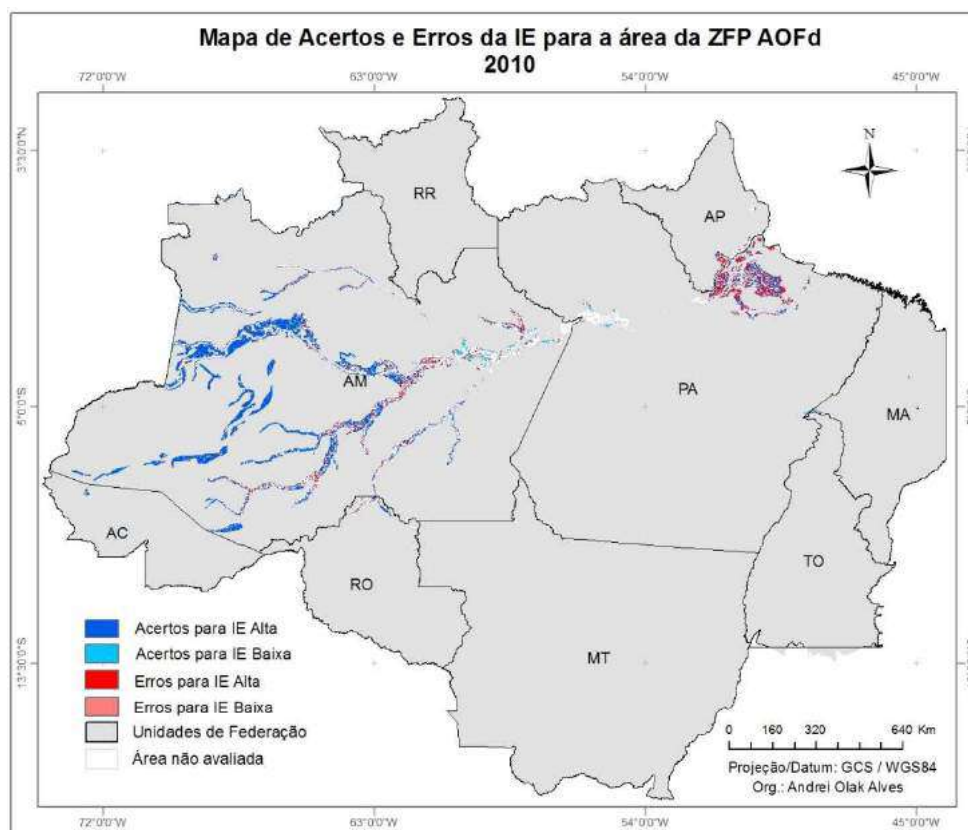 Mapa de Acertos e Erros da IE para a área da ZFP AOFd
2010
72°0'0"W 63°0'0"W 54°0'0"W 45°0'0"W
3°30'0"N
N
RR
AP
AM
PA
MA
AC
TO
RO
MT
13°30'0"S
Acertos para IE Alta
Acertos para IE Baixa
Erros para IE Alta
Erros para IE Baixa
Unidades de Federação
Área não avaliada
0 160 320 640 Km
Projeção/Datum: GCS / WGS84
Org.: Andrei Olak Alves
72°0'0"W 63°0'0"W 54°0'0"W 45°0'0"W